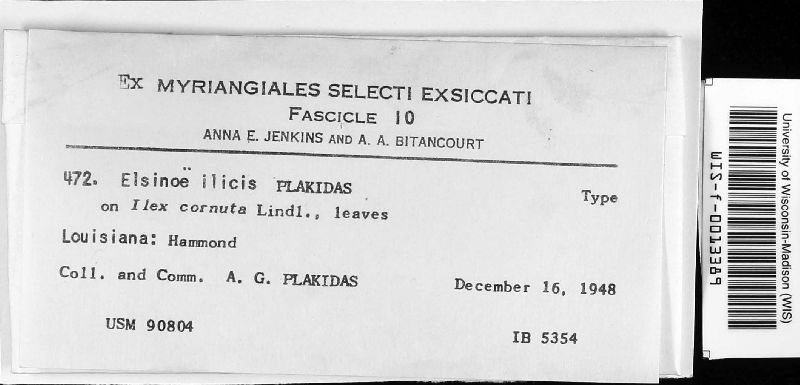 Ex MYRIANGIALES SELECTI EXSICCATI
FASCICLE 10
ANNA E. JENKINS AND A. A. BITANCOURT
472. Elsinoë ilicis PLAKIDAS
Type
on Ilex cornuta Lindl., leaves
Louisiana: Hammond
Coll. and Comm. A. G. PLAKIDAS
December 16, 1948
USM 90804
IB 5354
University of Wisconsin-Madison (WIS)
WIS-f-0013389